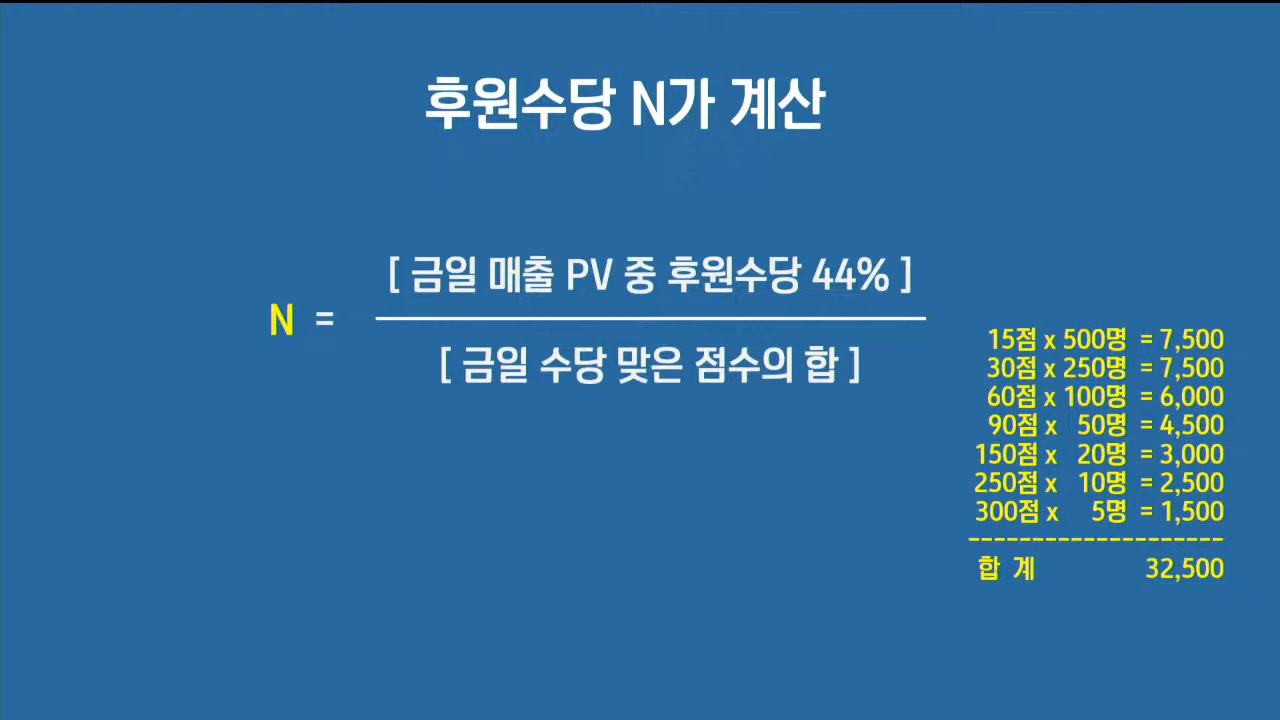 후원수당 N가 계산
[ 금일 매출 PV 중 후원수당 44% ]
N =
[ 금일 수당 맞은 점수의 합 ]
15점 x 500명 = 7,500
30점 x 250명 = 7,500
60점 x 100명 = 6,000
90점 x 50명 = 4,500
150점 x 20명 = 3,000
250점 x 10명 = 2,500
300점 x 5명 = 1,500
--------------------
합 계 32,500